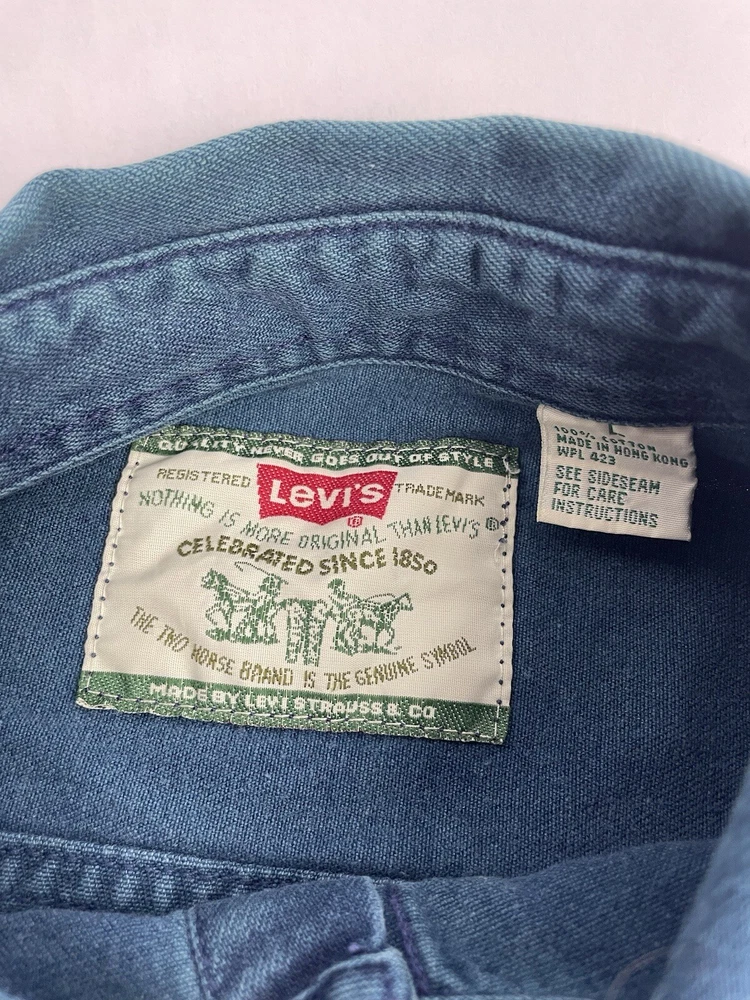 QUALITY NEVER GOES OUT OF STYLE
REGISTERED Levi's TRADEMARK
®
NOTHING IS MORE ORIGINAL THAN LEVI'S ®
CELEBRATED SINCE 1850
THE TWO HORSE BRAND IS THE GENUINE SYMBOL
MADE BY LEVI STRAUSS & CO
L
100% COTTON
MADE IN HONG KONG
WPL 423
SEE SIDESEAM
FOR CARE
INSTRUCTIONS